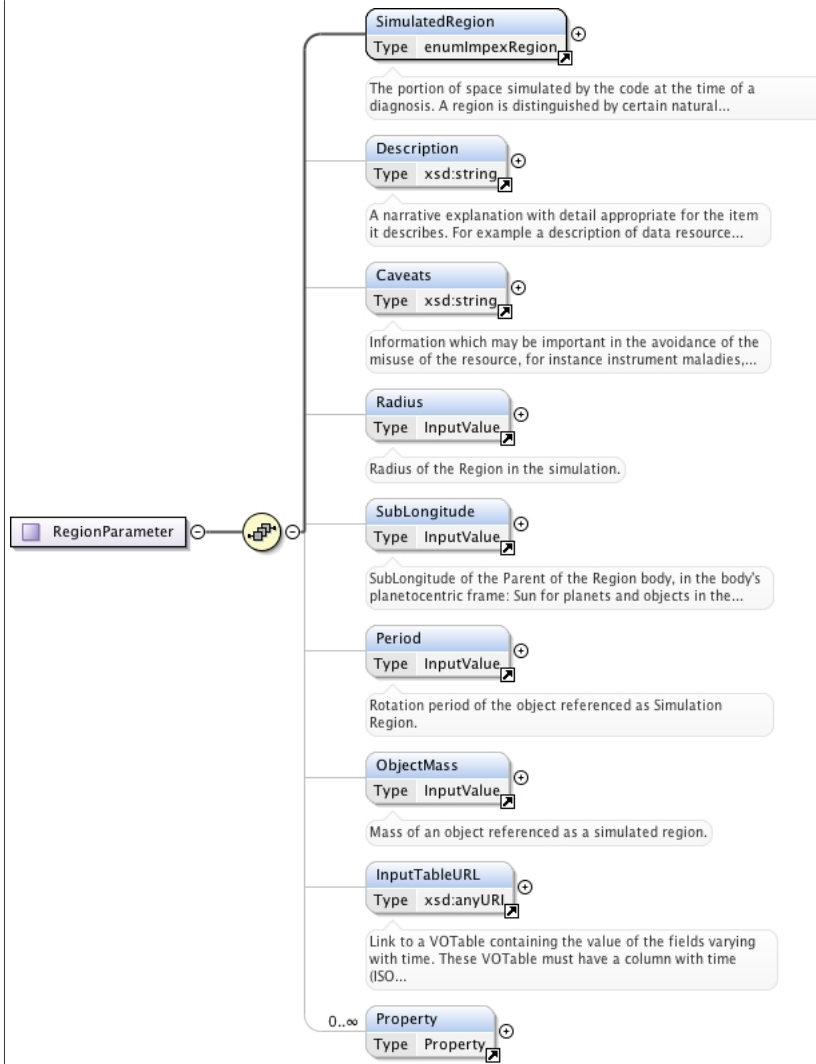 SimulatedRegion
Type enumImpexRegion
The portion of space simulated by the code at the time of a
diagnosis. A region is distinguished by certain natural...
Description
Type xsd:string
A narrative explanation with detail appropriate for the item
it describes. For example a description of data resource...
Caveats
Type xsd:string
Information which may be important in the avoidance of the
misuse of the resource, for instance instrument maladies,...
Radius
Type InputValue
Radius of the Region in the simulation.
RegionParameter
SubLongitude
Type InputValue
SubLongitude of the Parent of the Region body, in the body's
planetocentric frame: Sun for planets and objects in the...
Period
Type InputValue
Rotation period of the object referenced as Simulation
Region.
ObjectMass
Type InputValue
Mass of an object referenced as a simulated region.
InputTableURL
Type xsd:anyURI
Link to a VOTable containing the value of the fields varying
with time. These VOTable must have a column with time
(ISO...
0..∞
Property
Type Property